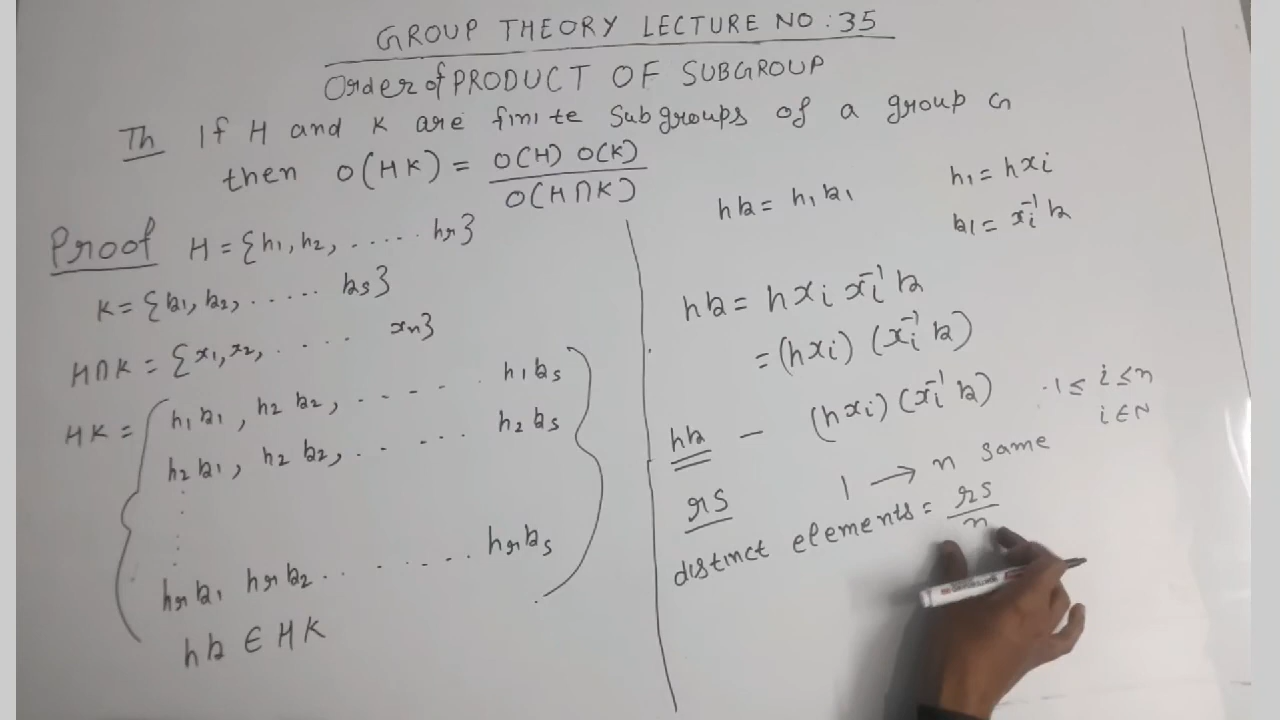 GROUP THEORY LECTURE NO : 35
Order of PRODUCT OF SUBGROUP
Th If H and K are finite Subgroups of a group G
then O(HK) = O(H) O(K) / O(H∩K)
Proof H = {h₁, h₂, ..... hr}
K = {k₁, k₂, ..... ks}
H∩K = {x₁, x₂, .... xn}
HK = { h₁k₁, h₂k₂, ..... h₁ks
h₂k₁, h₂k₂, ..... h₂ks
hrk₁ hrk₂ ...... hrks }
hk ∈ HK
hk = h₁k₁
h₁ = hxi
k₁ = xi⁻¹k
hk = hxi xi⁻¹k
= (hxi) (xi⁻¹k)
hk — (hxi) (xi⁻¹k) 1 ≤ i ≤ n
i ∈ N
rs 1 → n same
distinct elements = rs/n